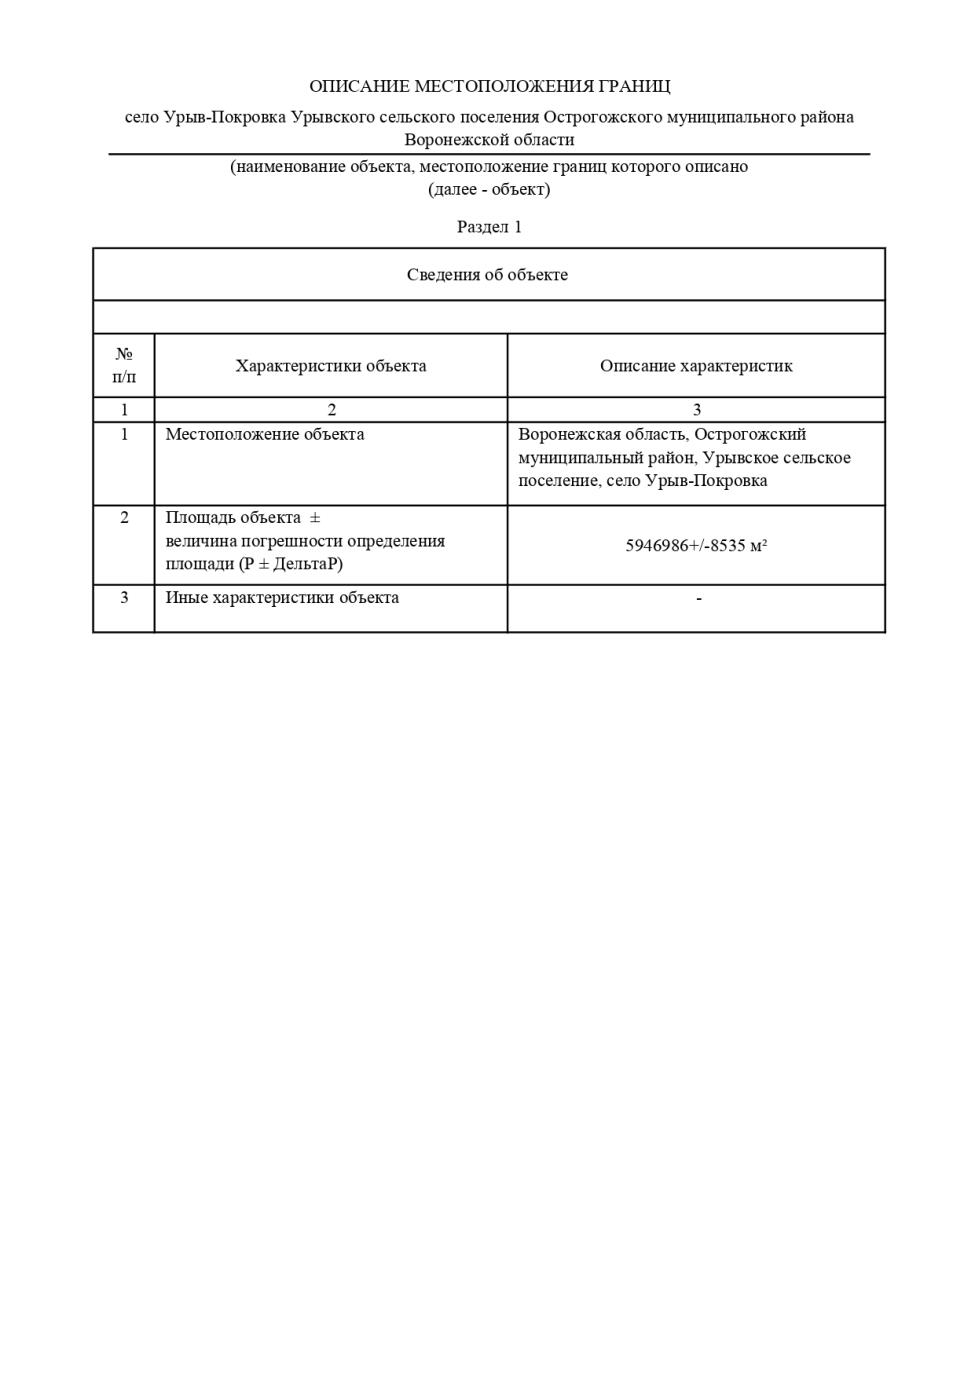 ОПИСАНИЕ МЕСТОПОЛОЖЕНИЯ ГРАНИЦ
село Урыв-Покровка Урывского сельского поселения Острогожского муниципального района
Воронежской области
(наименование объекта, местоположение границ которого описано
(далее - объект)
Раздел 1
Сведения об объекте
№
п/п
Характеристики объекта
Описание характеристик
1
2
3
1
Местоположение объекта
Воронежская область, Острогожский
муниципальный район, Урывское сельское
поселение, село Урыв-Покровка
2
Площадь объекта ±
величина погрешности определения
площади (P ± ДельтаP)
5946986+/-8535 м²
3
Иные характеристики объекта
-